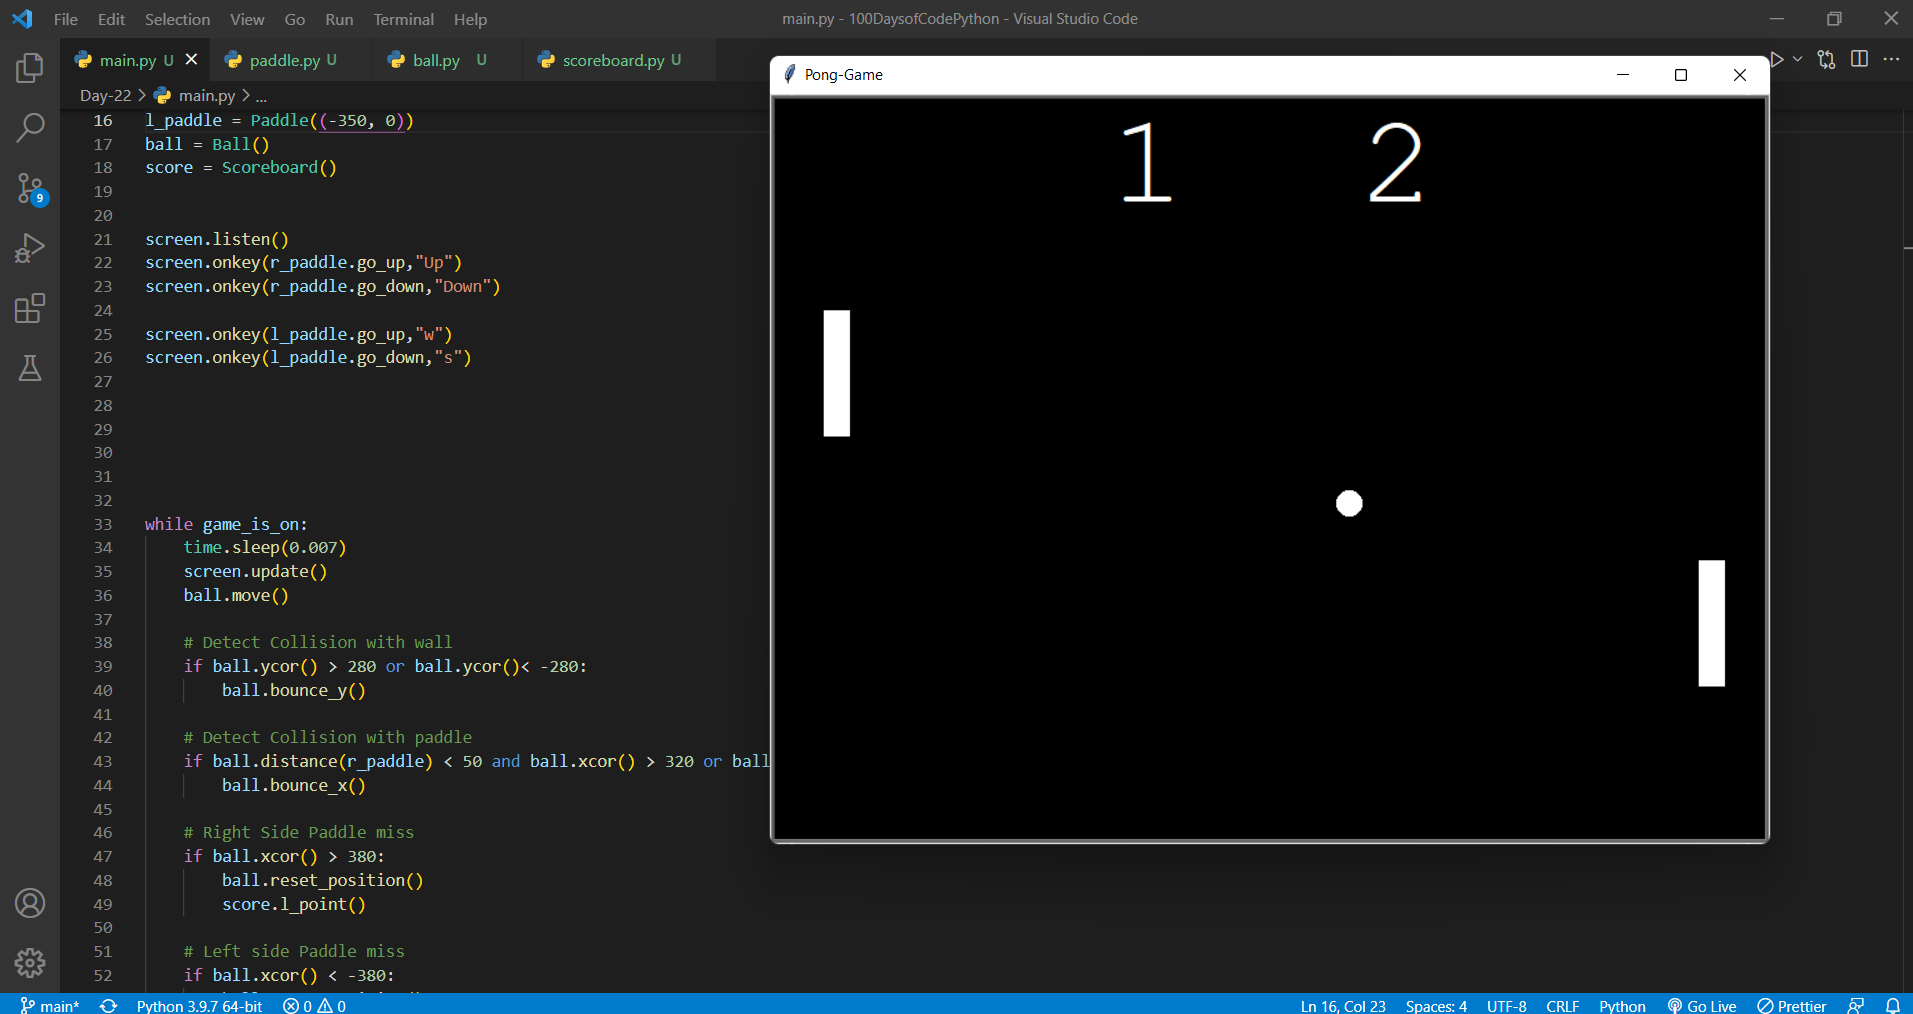 File Edit Selection View Go Run Terminal Help
main.py - 100DaysofCodePython - Visual Studio Code
main.py U
paddle.py U
ball.py U
scoreboard.py U
Day-22 > main.py > ...
16 l_paddle = Paddle((-350, 0))
17 ball = Ball()
18 score = Scoreboard()
19
20
21 screen.listen()
22 screen.onkey(r_paddle.go_up,"Up")
23 screen.onkey(r_paddle.go_down,"Down")
24
25 screen.onkey(l_paddle.go_up,"w")
26 screen.onkey(l_paddle.go_down,"s")
27
28
29
30
31
32
33 while game_is_on:
34 time.sleep(0.007)
35 screen.update()
36 ball.move()
37
38 # Detect Collision with wall
39 if ball.ycor() > 280 or ball.ycor()< -280:
40 ball.bounce_y()
41
42 # Detect Collision with paddle
43 if ball.distance(r_paddle) < 50 and ball.xcor() > 320 or ball
44 ball.bounce_x()
45
46 # Right Side Paddle miss
47 if ball.xcor() > 380:
48 ball.reset_position()
49 score.l_point()
50
51 # Left side Paddle miss
52 if ball.xcor() < -380:
9
Pong-Game
1 2
main* Python 3.9.7 64-bit 0 0
Ln 16, Col 23 Spaces: 4 UTF-8 CRLF Python Go Live Prettier